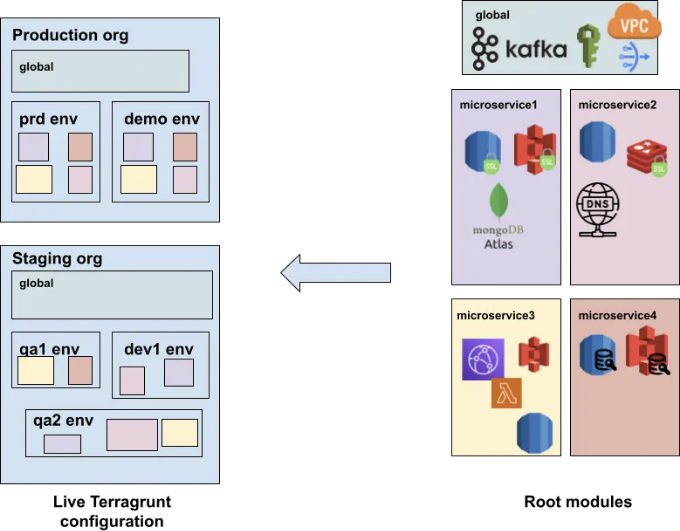 Production org
global
prd env
demo env
Staging org
global
qa1 env
dev1 env
qa2 env
Live Terragrunt
configuration
global
kafka
VPC
microservice1
SSL
SSL
mongoDB
Atlas
microservice2
SSL
DNS
microservice3
λ
microservice4
Root modules